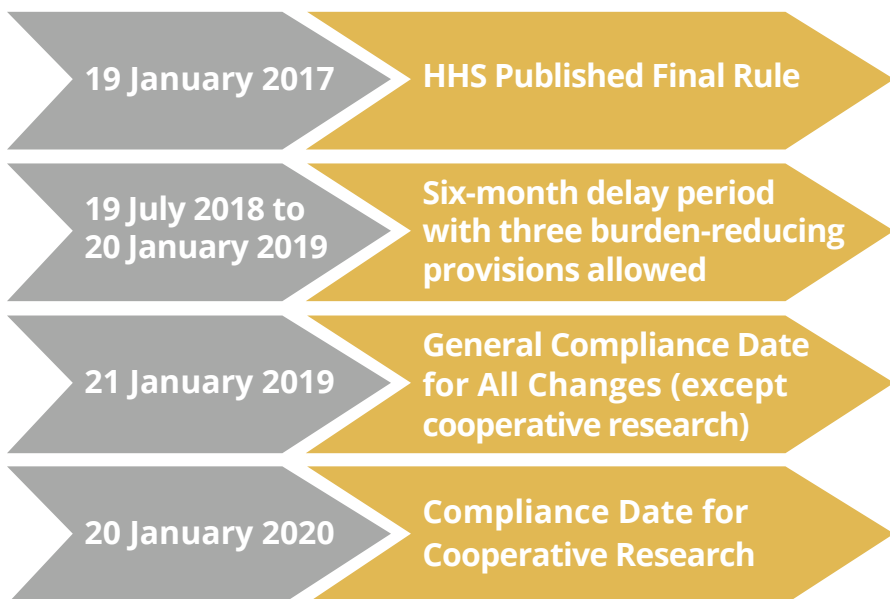 19 January 2017
HHS Published Final Rule
19 July 2018 to
20 January 2019
Six-month delay period
with three burden-reducing
provisions allowed
21 January 2019
General Compliance Date
for All Changes (except
cooperative research)
20 January 2020
Compliance Date for
Cooperative Research